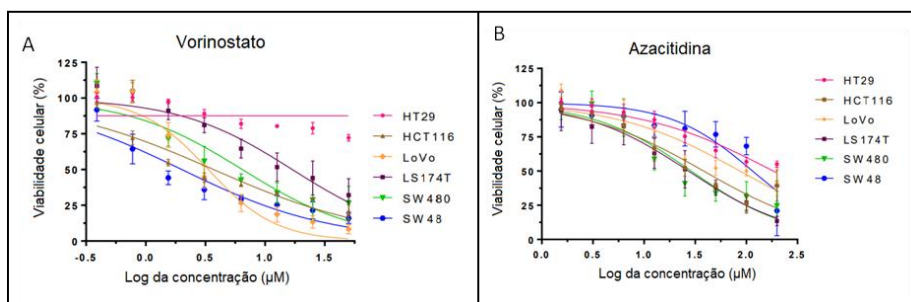 A
Vorinostato
Viabilidade celular (%)
125
100
75
50
25
0
-0.5
0.0
0.5
1.0
1.5
2.0
Log da concentração (µM)
HT29
HCT116
LoVo
LS174T
SW480
SW48
B
Azacitidina
Viabilidade celular (%)
125
100
75
50
25
0
0.0
0.5
1.0
1.5
2.0
2.5
Log da concentração (µM)
HT29
HCT116
LoVo
LS174T
SW480
SW48